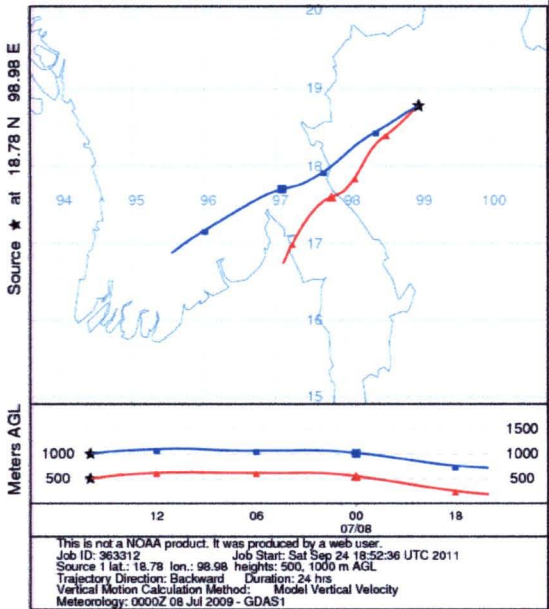 Source ★ at 18.78 N 98.98 E
20
19
18
94 95 96 97 98 99 100
17
16
15
Meters AGL
1500
1000 1000
500 500
12 06 00 18
07/08
This is not a NOAA product. It was produced by a web user.
Job ID: 363312 Job Start: Sat Sep 24 18:52:36 UTC 2011
Source 1 lat.: 18.78 lon.: 98.98 heights: 500, 1000 m AGL
Trajectory Direction: Backward Duration: 24 hrs
Vertical Motion Calculation Method: Model Vertical Velocity
Meteorology: 0000Z 08 Jul 2009 - GDAS1